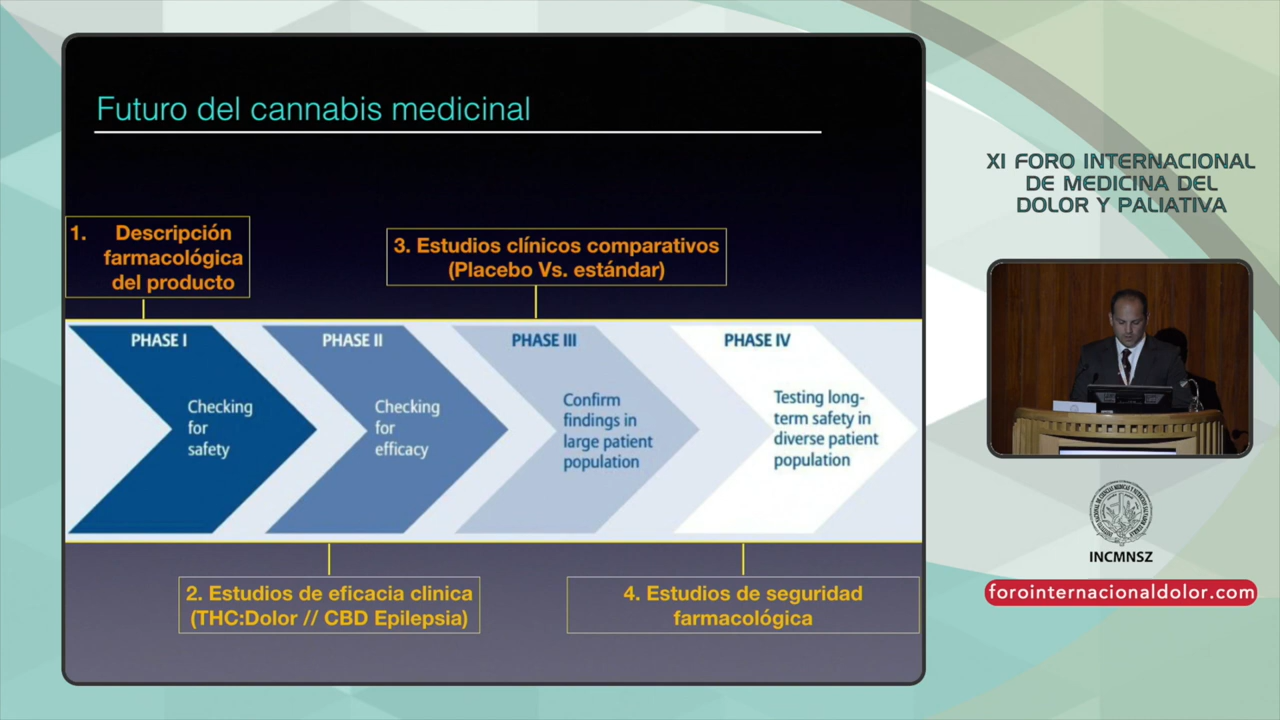 Futuro del cannabis medicinal
1. Descripción
farmacológica
del producto
3. Estudios clínicos comparativos
(Placebo Vs. estándar)
PHASE I
Checking
for
safety
PHASE II
Checking
for
efficacy
PHASE III
Confirm
findings in
large patient
population
PHASE IV
Testing long-
term safety in
diverse patient
population
2. Estudios de eficacia clinica
(THC:Dolor // CBD Epilepsia)
4. Estudios de seguridad
farmacológica
XI FORO INTERNACIONAL
DE MEDICINA DEL
DOLOR Y PALIATIVA
INCMNSZ
forointernacionaldolor.com